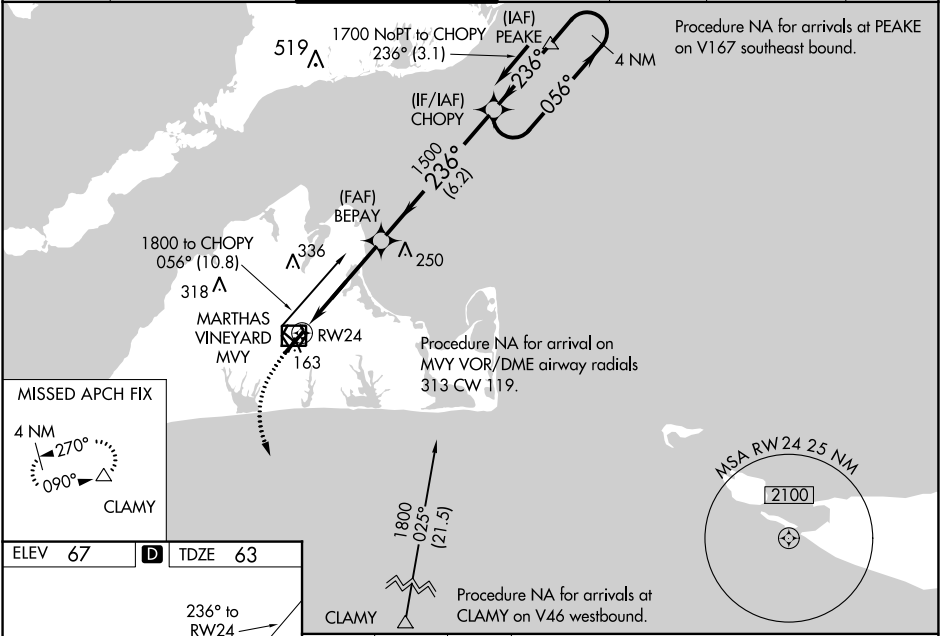 519
1700 NoPT to CHOPY
236° (3.1)
(IAF)
PEAKE
236°
056°
4 NM
Procedure NA for arrivals at PEAKE
on V167 southeast bound.
(IF/IAF)
CHOPY
1500
236°
(6.2)
(FAF)
BEPAY
250
1800 to CHOPY
056° (10.8)
336
318
MARTHAS
VINEYARD
MVY
RW24
163
Procedure NA for arrival on
MVY VOR/DME airway radials
313 CW 119.
MISSED APCH FIX
4 NM
270°
090°
CLAMY
MSA RW24 25 NM
2100
1800
025°
(21.5)
CLAMY
Procedure NA for arrivals at
CLAMY on V46 westbound.
ELEV 67
D
TDZE 63
236° to
RW24